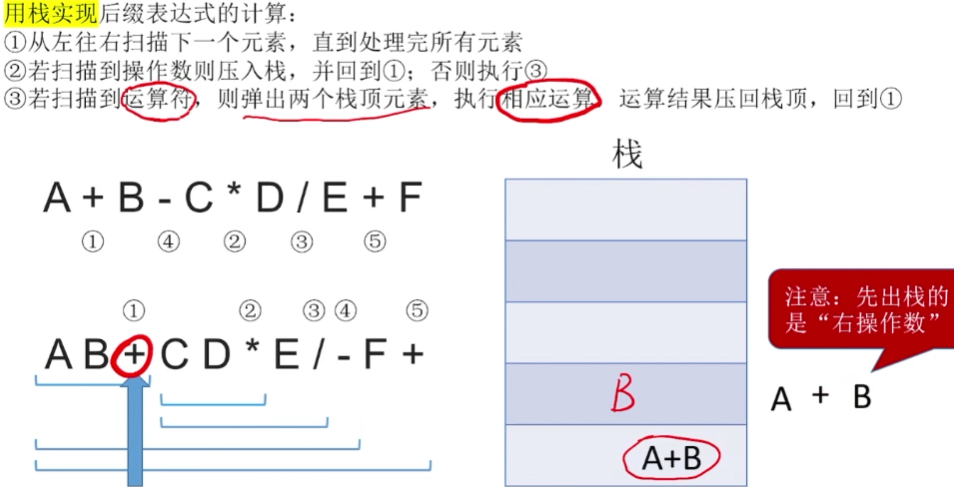 用栈实现后缀表达式的计算：
①从左往右扫描下一个元素，直到处理完所有元素
②若扫描到操作数则压入栈，并回到①；否则执行③
③若扫描到运算符，则弹出两个栈顶元素，执行相应运算，运算结果压回栈顶，回到①
栈
A + B - C * D / E + F
① ④ ② ③ ⑤
① ② ③ ④ ⑤
A B + C D * E / - F +
注意：先出栈的
是“右操作数”
A + B
B
A+B